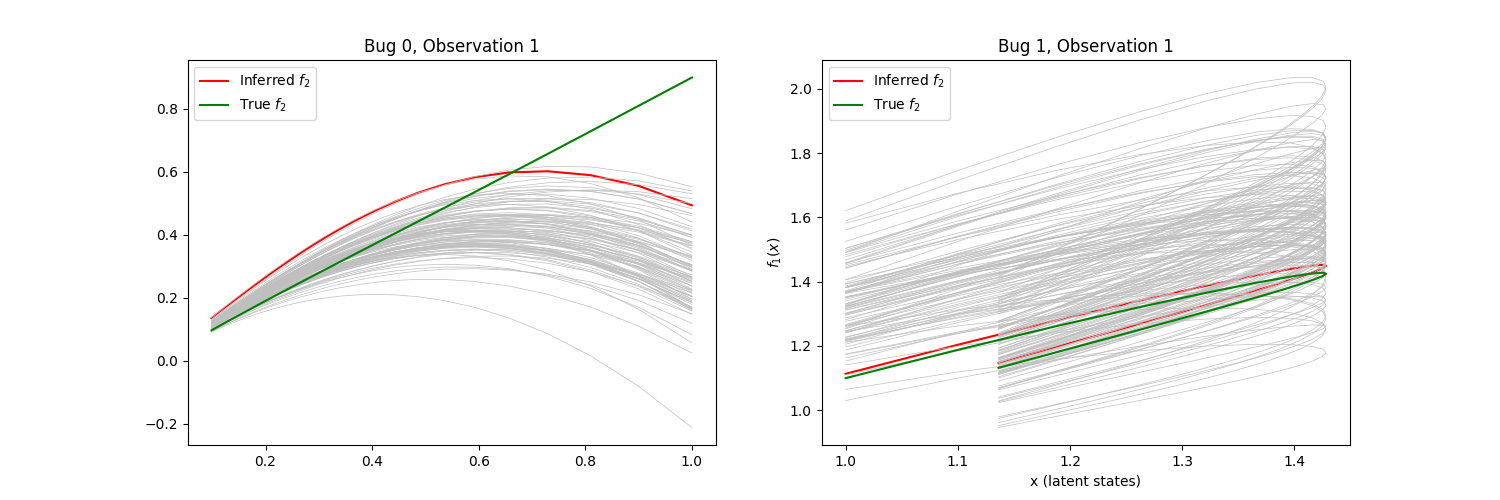 Bug 0, Observation 1
Inferred f₂
True f₂
0.8
0.6
0.4
0.2
0.0
−0.2
0.2 0.4 0.6 0.8 1.0
Bug 1, Observation 1
Inferred f₂
True f₂
f₁(x)
2.0
1.8
1.6
1.4
1.2
1.0
1.0 1.1 1.2 1.3 1.4
x (latent states)